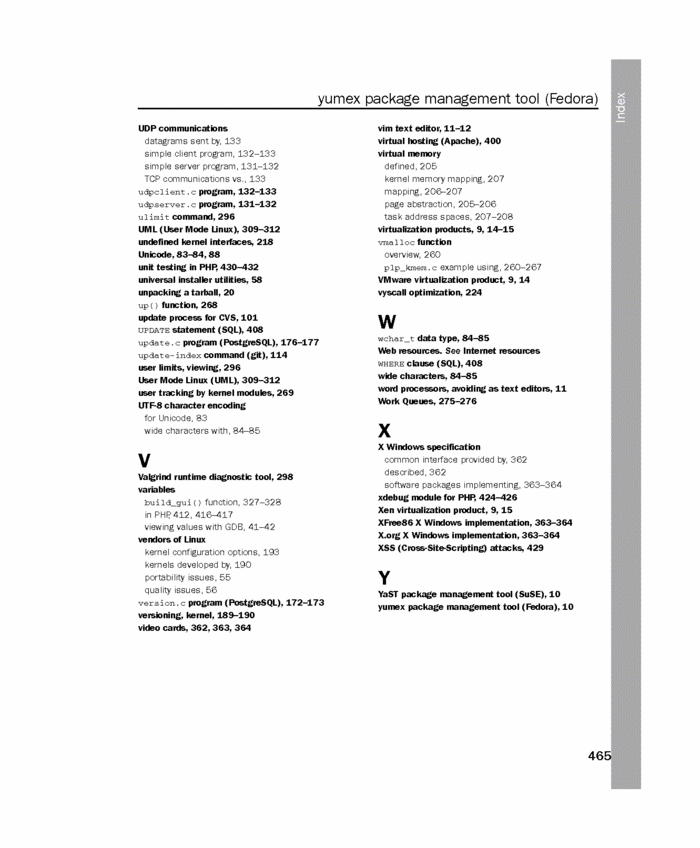 yumex package management tool (Fedora)
Index
UDP communications
datagrams sent by, 133
simple client program, 132–133
simple server program, 131–132
TCP communications vs., 133
udpclient.c program, 132–133
udpserver.c program, 131–132
ulimit command, 296
UML (User Mode Linux), 309–312
undefined kernel interfaces, 218
Unicode, 83–84, 88
unit testing in PHP, 430–432
universal installer utilities, 58
unpacking a tarball, 20
up() function, 268
update process for CVS, 101
UPDATE statement (SQL), 408
update.c program (PostgreSQL), 176–177
update-index command (git), 114
user limits, viewing, 296
User Mode Linux (UML), 309–312
user tracking by kernel modules, 269
UTF-8 character encoding
for Unicode, 83
wide characters with, 84–85
V
Valgrind runtime diagnostic tool, 298
variables
build_gui() function, 327–328
in PHP, 412, 416–417
viewing values with GDB, 41–42
vendors of Linux
kernel configuration options, 193
kernels developed by, 190
portability issues, 55
quality issues, 56
version.c program (PostgreSQL), 172–173
versioning, kernel, 189–190
video cards, 362, 363, 364
vim text editor, 11–12
virtual hosting (Apache), 400
virtual memory
defined, 205
kernel memory mapping, 207
mapping, 206–207
page abstraction, 205–206
task address spaces, 207–208
virtualization products, 9, 14–15
vmalloc function
overview, 260
plp_kmem.c example using, 260–267
VMware virtualization product, 9, 14
vyscall optimization, 224
W
wchar_t data type, 84–85
Web resources. See Internet resources
WHERE clause (SQL), 408
wide characters, 84–85
word processors, avoiding as text editors, 11
Work Queues, 275–276
X
X Windows specification
common interface provided by, 362
described, 362
software packages implementing, 363–364
xdebug module for PHP, 424–426
Xen virtualization product, 9, 15
XFree86 X Windows implementation, 363–364
X.org X Windows implementation, 363–364
XSS (Cross-Site-Scripting) attacks, 429
Y
YaST package management tool (SuSE), 10
yumex package management tool (Fedora), 10
465